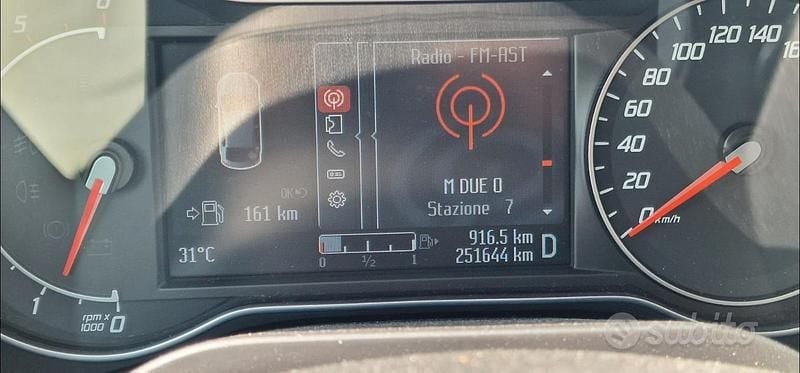 Radio - FM-AST
M DUE O
Stazione 7
OK
161 km
31°C
0 1/2 1
916.5 km
251644 km
D
5
1
rpm x
1000 0
0 km/h
20
40
60
80
100
120
140
subito